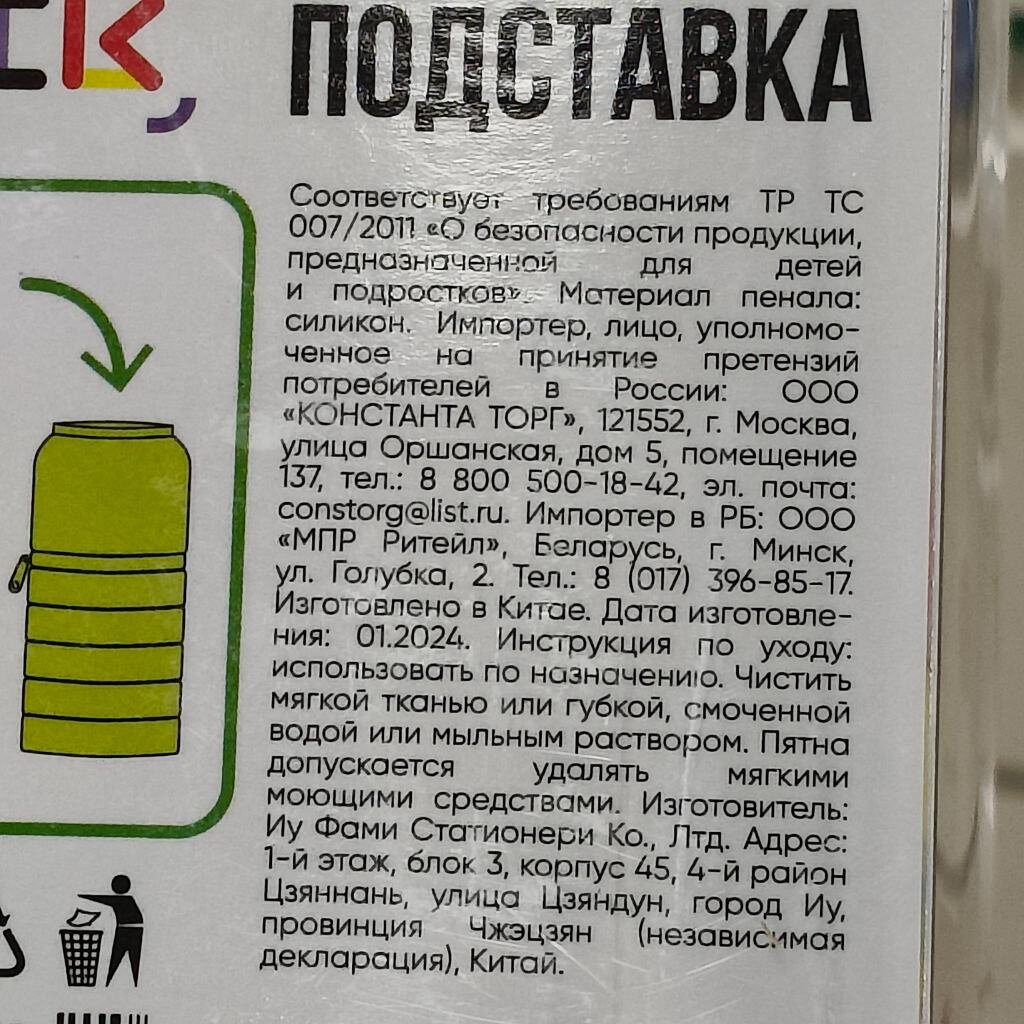 ПОДСТАВКА
Соответствует требованиям ТР ТС
007/2011 «О безопасности продукции,
предназначенной для детей
и подростков». Материал пенала:
силикон. Импортер, лицо, уполномо-
ченное на принятие претензий
потребителей в России: ООО
«КОНСТАНТА ТОРГ», 121552, г. Москва,
улица Оршанская, дом 5, помещение
137, тел.: 8 800 500-18-42, эл. почта:
constorg@list.ru. Импортер в РБ: ООО
«МПР Ритейл», Беларусь, г. Минск,
ул. Голубка, 2. Тел.: 8 (017) 396-85-17.
Изготовлено в Китае. Дата изготовле-
ния: 01.2024. Инструкция по уходу:
использовать по назначению. Чистить
мягкой тканью или губкой, смоченной
водой или мыльным раствором. Пятна
допускается удалять мягкими
моющими средствами. Изготовитель:
Иу Фами Статионери Ко., Лтд. Адрес:
1-й этаж, блок 3, корпус 45, 4-й район
Цзяннань, улица Цзяндун, город Иу,
провинция Чжэцзян (независимая
декларация), Китай.